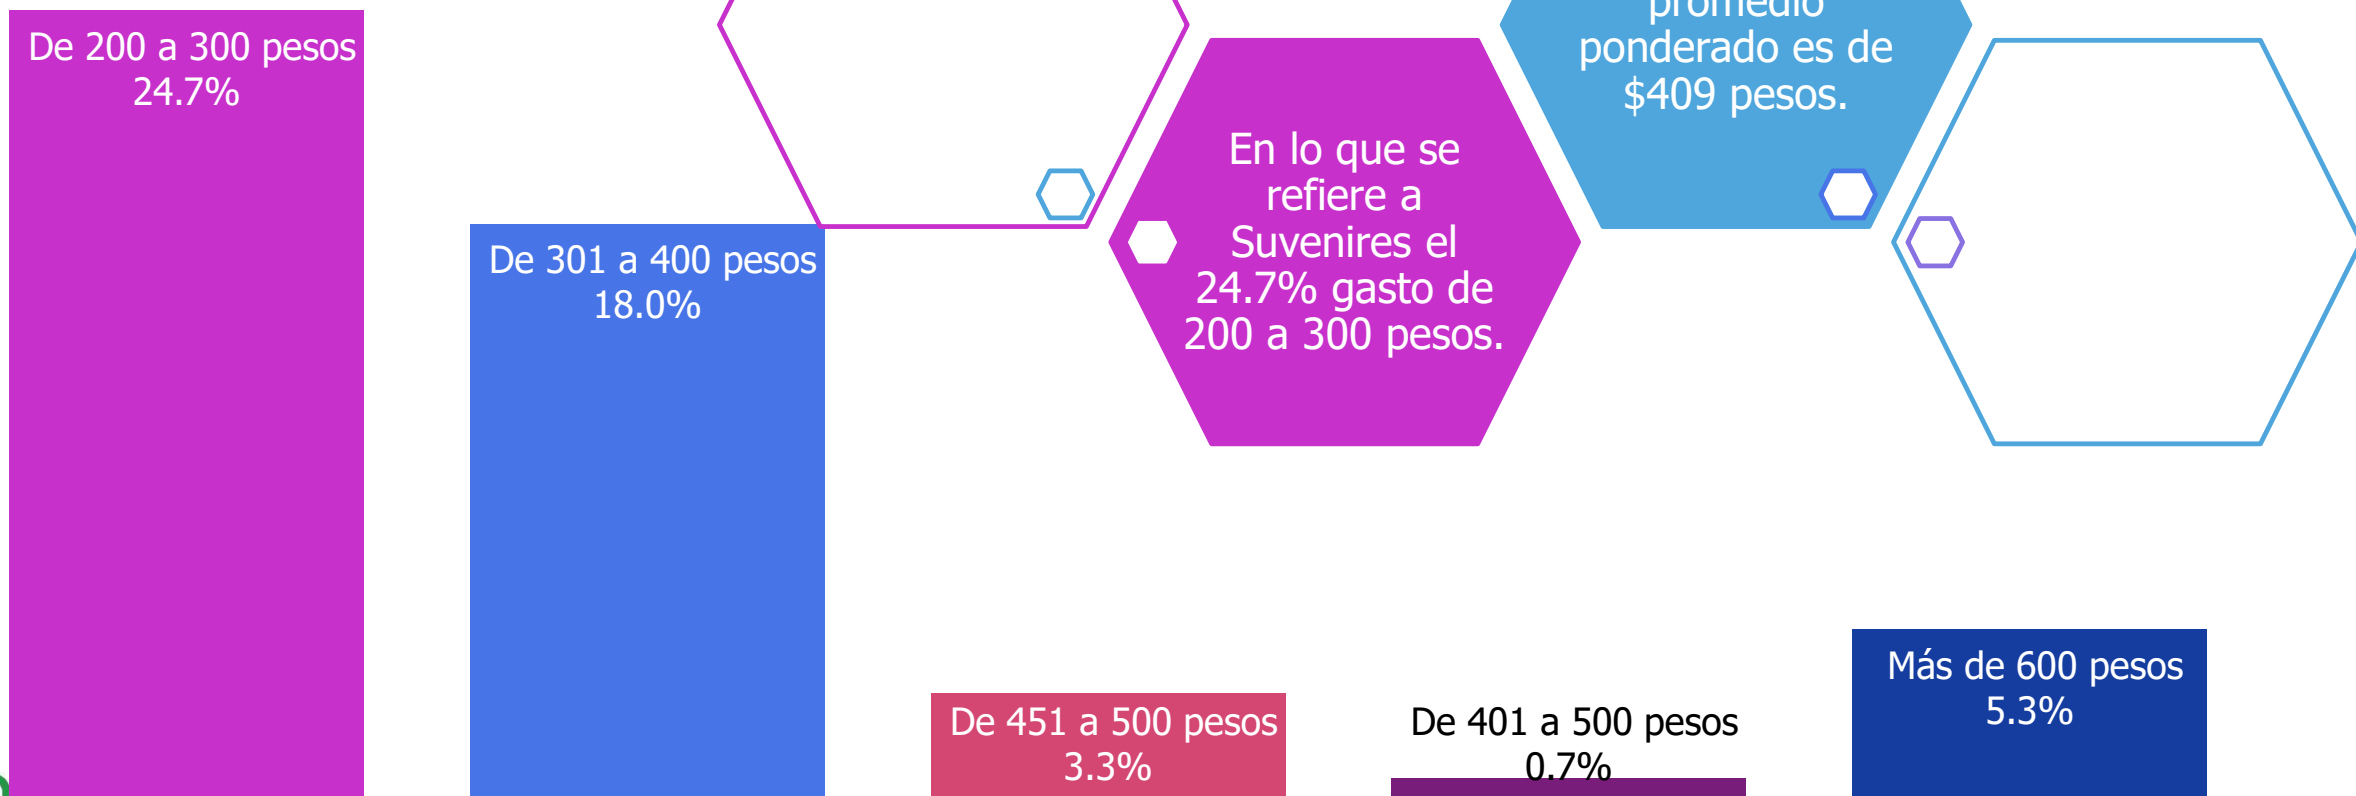 De 200 a 300 pesos
24.7%
De 301 a 400 pesos
18.0%
En lo que se
refiere a
Suvenires el
24.7% gasto de
200 a 300 pesos.
promedio
ponderado es de
$409 pesos.
De 451 a 500 pesos
3.3%
De 401 a 500 pesos
0.7%
Más de 600 pesos
5.3%